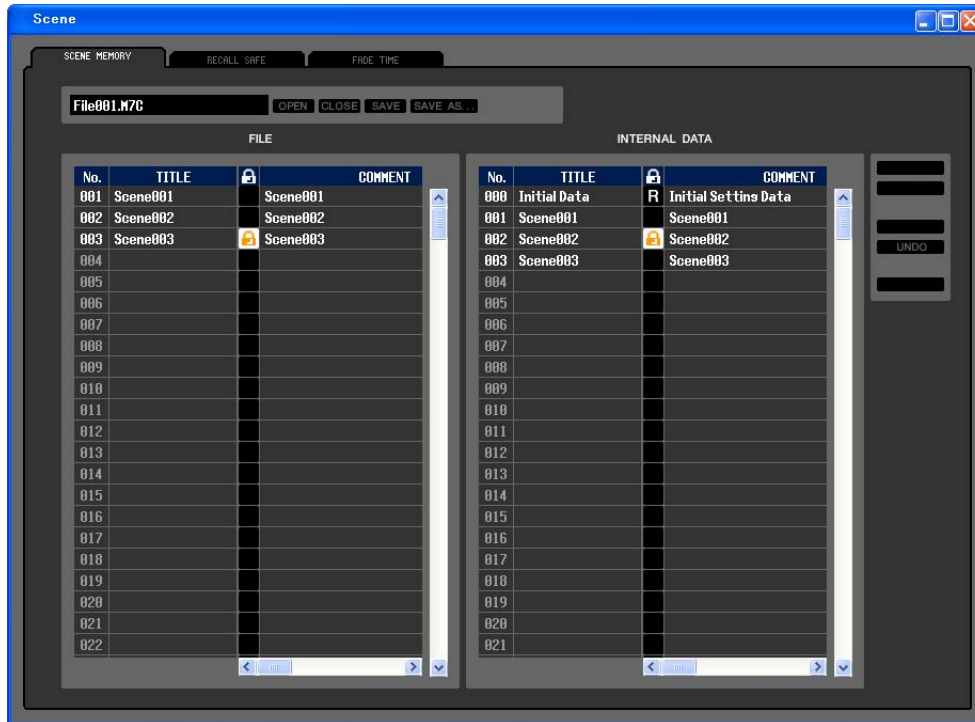 Scene
SCENE MEMORY RECALL SAFE FADE TIME
File001.M7C OPEN CLOSE SAVE SAVE AS...
FILE INTERNAL DATA
No. TITLE COMMENT No. TITLE COMMENT
001 Scene001 Scene001 000 Initial Data R Initial Setting Data
002 Scene002 Scene002 001 Scene001 Scene001
003 Scene003 Scene003 002 Scene002 Scene002 UNDO
004 003 Scene003 Scene003
005 004
006 005
007 006
008 007
009 008
010 009
011 010
012 011
013 012
014 013
015 014
016 015
017 016
018 017
019 018
020 019
021 020
022 021